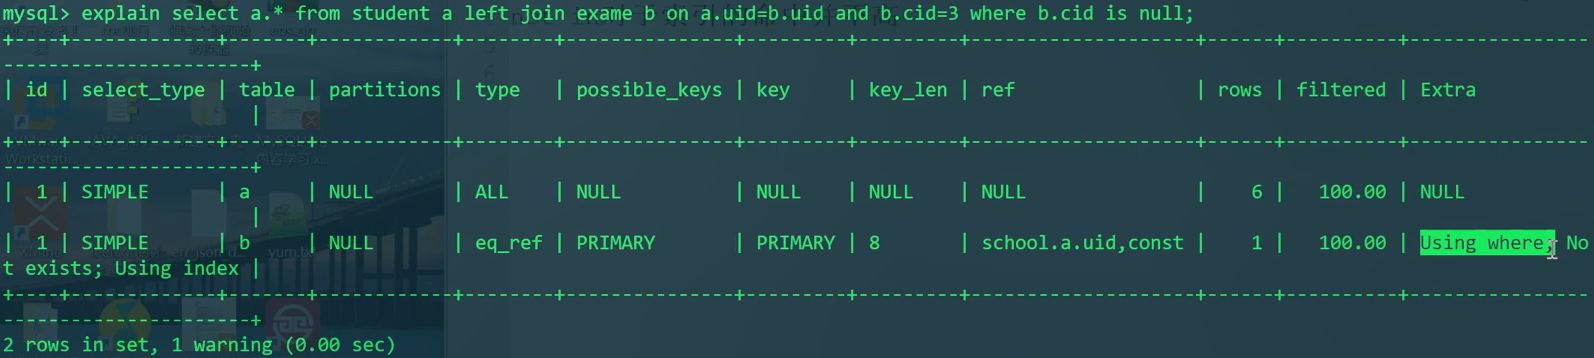 mysql> explain select a.* from student a left join exame b on a.uid=b.uid and b.cid=3 where b.cid is null;
+----+-------------+-------+------------+--------+---------------+---------+---------+--------------------+------+----------+---------------
----------------------+
| id | select_type | table | partitions | type | possible_keys | key | key_len | ref | rows | filtered | Extra
|
+----+-------------+-------+------------+--------+---------------+---------+---------+--------------------+------+----------+---------------
----------------------+
| 1 | SIMPLE | a | NULL | ALL | NULL | NULL | NULL | NULL | 6 | 100.00 | NULL
|
| 1 | SIMPLE | b | NULL | eq_ref | PRIMARY | PRIMARY | 8 | school.a.uid,const | 1 | 100.00 | Using where; No
t exists; Using index |
+----+-------------+-------+------------+--------+---------------+---------+---------+--------------------+------+----------+---------------
----------------------+
2 rows in set, 1 warning (0.00 sec)